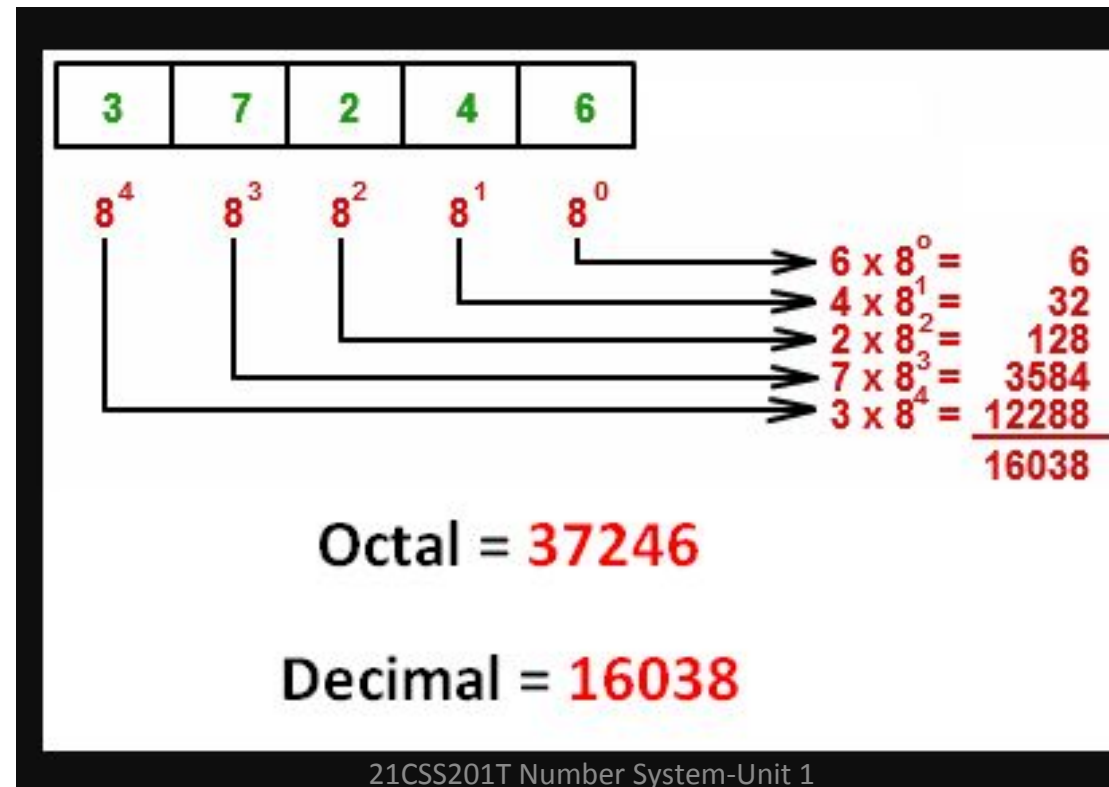 3 7 2 4 6
8⁴ 8³ 8² 8¹ 8⁰
6 x 8⁰ = 6
4 x 8¹ = 32
2 x 8² = 128
7 x 8³ = 3584
3 x 8⁴ = 12288
16038
Octal = 37246
Decimal = 16038
21CSS201T Number System-Unit 1